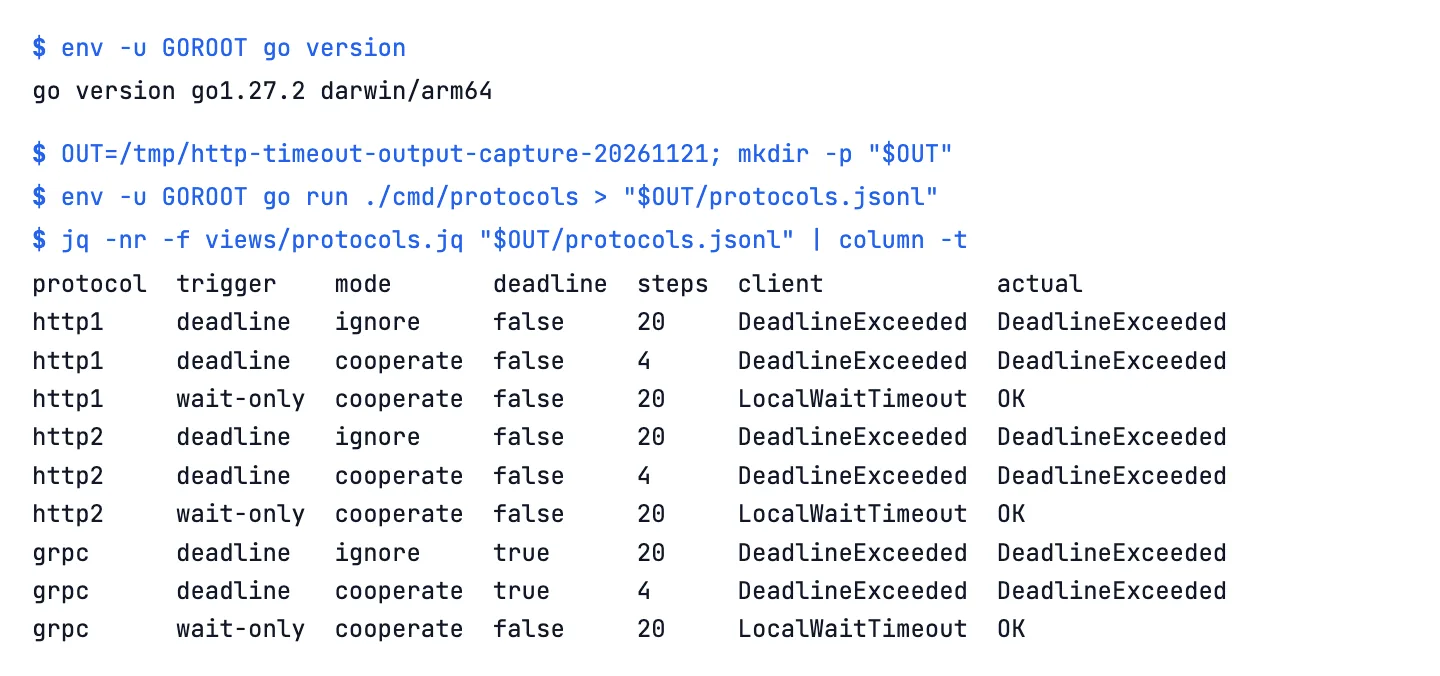 $ env -u GOROOT go version
go version go1.27.2 darwin/arm64
$ OUT=/tmp/http-timeout-output-capture-20261121; mkdir -p "$OUT"
$ env -u GOROOT go run ./cmd/protocols > "$OUT/protocols.jsonl"
$ jq -nr -f views/protocols.jq "$OUT/protocols.jsonl" | column -t
protocol  trigger    mode       deadline  steps  client            actual
http1     deadline   ignore     false     20     DeadlineExceeded  DeadlineExceeded
http1     deadline   cooperate  false     4      DeadlineExceeded  DeadlineExceeded
http1     wait-only  cooperate  false     20     LocalWaitTimeout  OK
http2     deadline   ignore     false     20     DeadlineExceeded  DeadlineExceeded
http2     deadline   cooperate  false     4      DeadlineExceeded  DeadlineExceeded
http2     wait-only  cooperate  false     20     LocalWaitTimeout  OK
grpc      deadline   ignore     true      20     DeadlineExceeded  DeadlineExceeded
grpc      deadline   cooperate  true      4      DeadlineExceeded  DeadlineExceeded
grpc      wait-only  cooperate  false     20     LocalWaitTimeout  OK